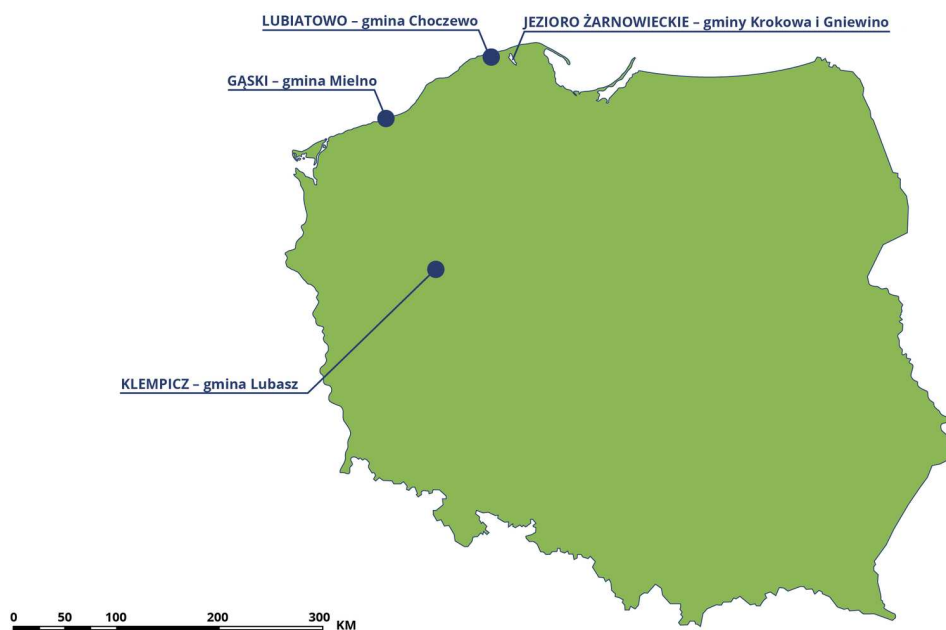 LUBIATOWO – gmina Choczewo
JEZIORO ŻARNOWIECKIE – gminy Krokowa i Gniewino
GĄSKI – gmina Mielno
KLEMPICZ – gmina Lubasz
0 50 100 200 300 KM